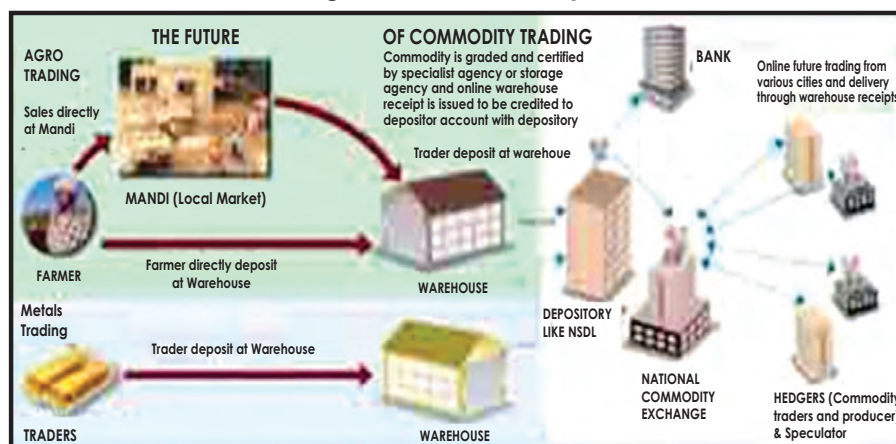 THE FUTURE
OF COMMODITY TRADING
AGRO
TRADING
Sales directly
at Mandi
Commodity is graded and certified
by specialist agency or storage
agency and online warehouse
receipt is issued to be credited to
depositor account with depository
BANK
Online future trading from
various cities and delivery
through warehouse receipts
Trader deposit at warehoue
MANDI (Local Market)
FARMER
Farmer directly deposit
at Warehouse
WAREHOUSE
DEPOSITORY
LIKE NSDL
Metals
Trading
Trader deposit at Warehouse
TRADERS
WAREHOUSE
NATIONAL
COMMODITY
EXCHANGE
HEDGERS (Commodity
traders and producer
& Speculator